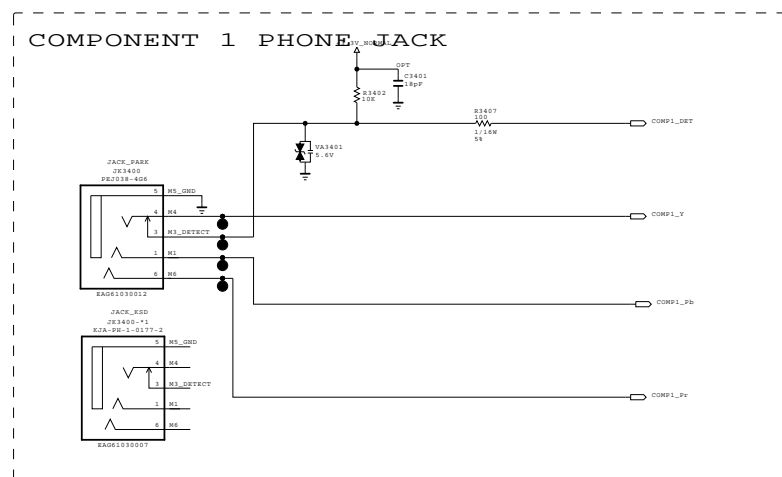 COMPONENT 1 PHONE JACK
3V_NORMAL
OPT
C3401
18pF
R3402
10K
R3407
100
1/16W
5%
COMP1_DET
VA3401
5.6V
JACK_PARK
JK3400
PEJ038-4G6
5 M5_GND
4 M4
3 M3_DETECT
1 M1
6 M6
EAG61030012
COMP1_Y
COMP1_Pb
COMP1_Pr
JACK_KSD
JK3400-*1
KJA-PH-1-0177-2
5 M5_GND
4 M4
3 M3_DETECT
1 M1
6 M6
EAG61030007